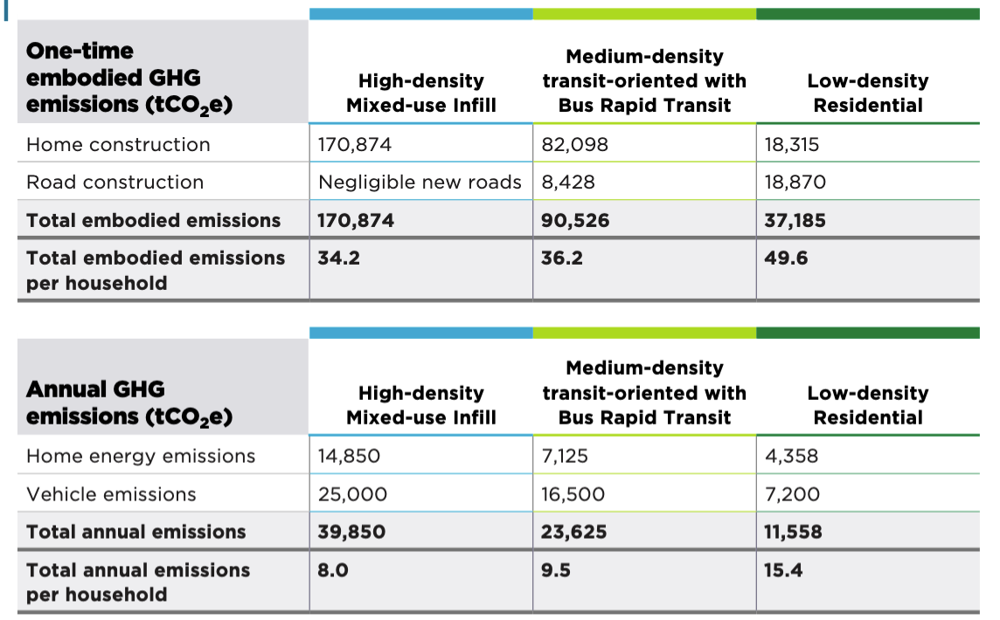 One-time
embodied GHG
emissions (tCO₂e)
High-density
Mixed-use Infill
Medium-density
transit-oriented with
Bus Rapid Transit
Low-density
Residential
Home construction 170,874 82,098 18,315
Road construction Negligible new roads 8,428 18,870
Total embodied emissions 170,874 90,526 37,185
Total embodied emissions
per household
34.2 36.2 49.6
Annual GHG
emissions (tCO₂e)
High-density
Mixed-use Infill
Medium-density
transit-oriented with
Bus Rapid Transit
Low-density
Residential
Home energy emissions 14,850 7,125 4,358
Vehicle emissions 25,000 16,500 7,200
Total annual emissions 39,850 23,625 11,558
Total annual emissions
per household
8.0 9.5 15.4